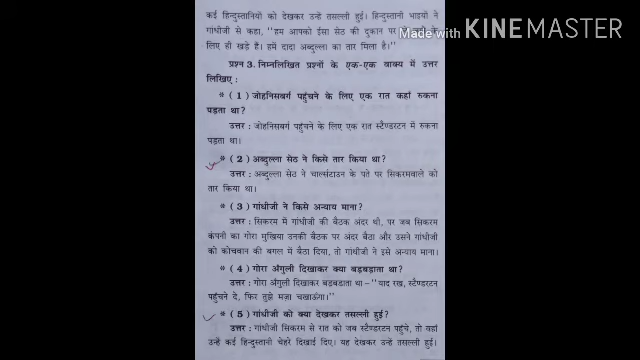 कई हिन्दुस्तानियों को देखकर उन्हें तसल्ली हुई। हिन्दुस्तानी भाइयों ने
गांधीजी से कहा, "हम आपको ईसा सेठ की दुकान पर
Made with KINEMASTER
लिए ही खड़े हैं। हमें दादा अब्दुल्ला का तार मिला है।"
प्रश्न 3. निम्नलिखित प्रश्नों के एक-एक वाक्य में उत्तर
लिखिए :
* (1) जोहनिसबर्ग पहुंचने के लिए एक रात कहां रुकना
पड़ता था?
उत्तर : जोहनिसबर्ग पहुंचने के लिए एक रात स्टैण्डरटन में रुकना
पड़ता था।
* (2) अब्दुल्ला सेठ ने किसे तार किया था?
उत्तर : अब्दुल्ला सेठ ने चार्ल्सटाउन के पते पर सिकरमवाले को
तार किया था।
* (3) गांधीजी ने किसे अन्याय माना?
उत्तर : सिकरम में गांधीजी की बैठक अंदर थी, पर जब सिकरम
कंपनी का गोरा मुखिया उनकी बैठक पर अंदर बैठा और उसने गांधीजी
को कोचवान की बगल में बैठा दिया, तो गांधीजी ने इसे अन्याय माना।
* (4) गोरा अँगुली दिखाकर क्या बड़बड़ाता था?
उत्तर : गोरा अँगुली दिखाकर बड़बड़ाता था – "याद रख, स्टैण्डरटन
पहुंचने दे, फिर तुझे मज़ा चखाऊँगा।"
* (5) गांधीजी को क्या देखकर तसल्ली हुई?
उत्तर : गांधीजी सिकरम से रात को जब स्टैण्डरटन पहुंचे, तो वहाँ
उन्हें कई हिन्दुस्तानी चेहरे दिखाई दिए। यह देखकर उन्हें तसल्ली हुई।